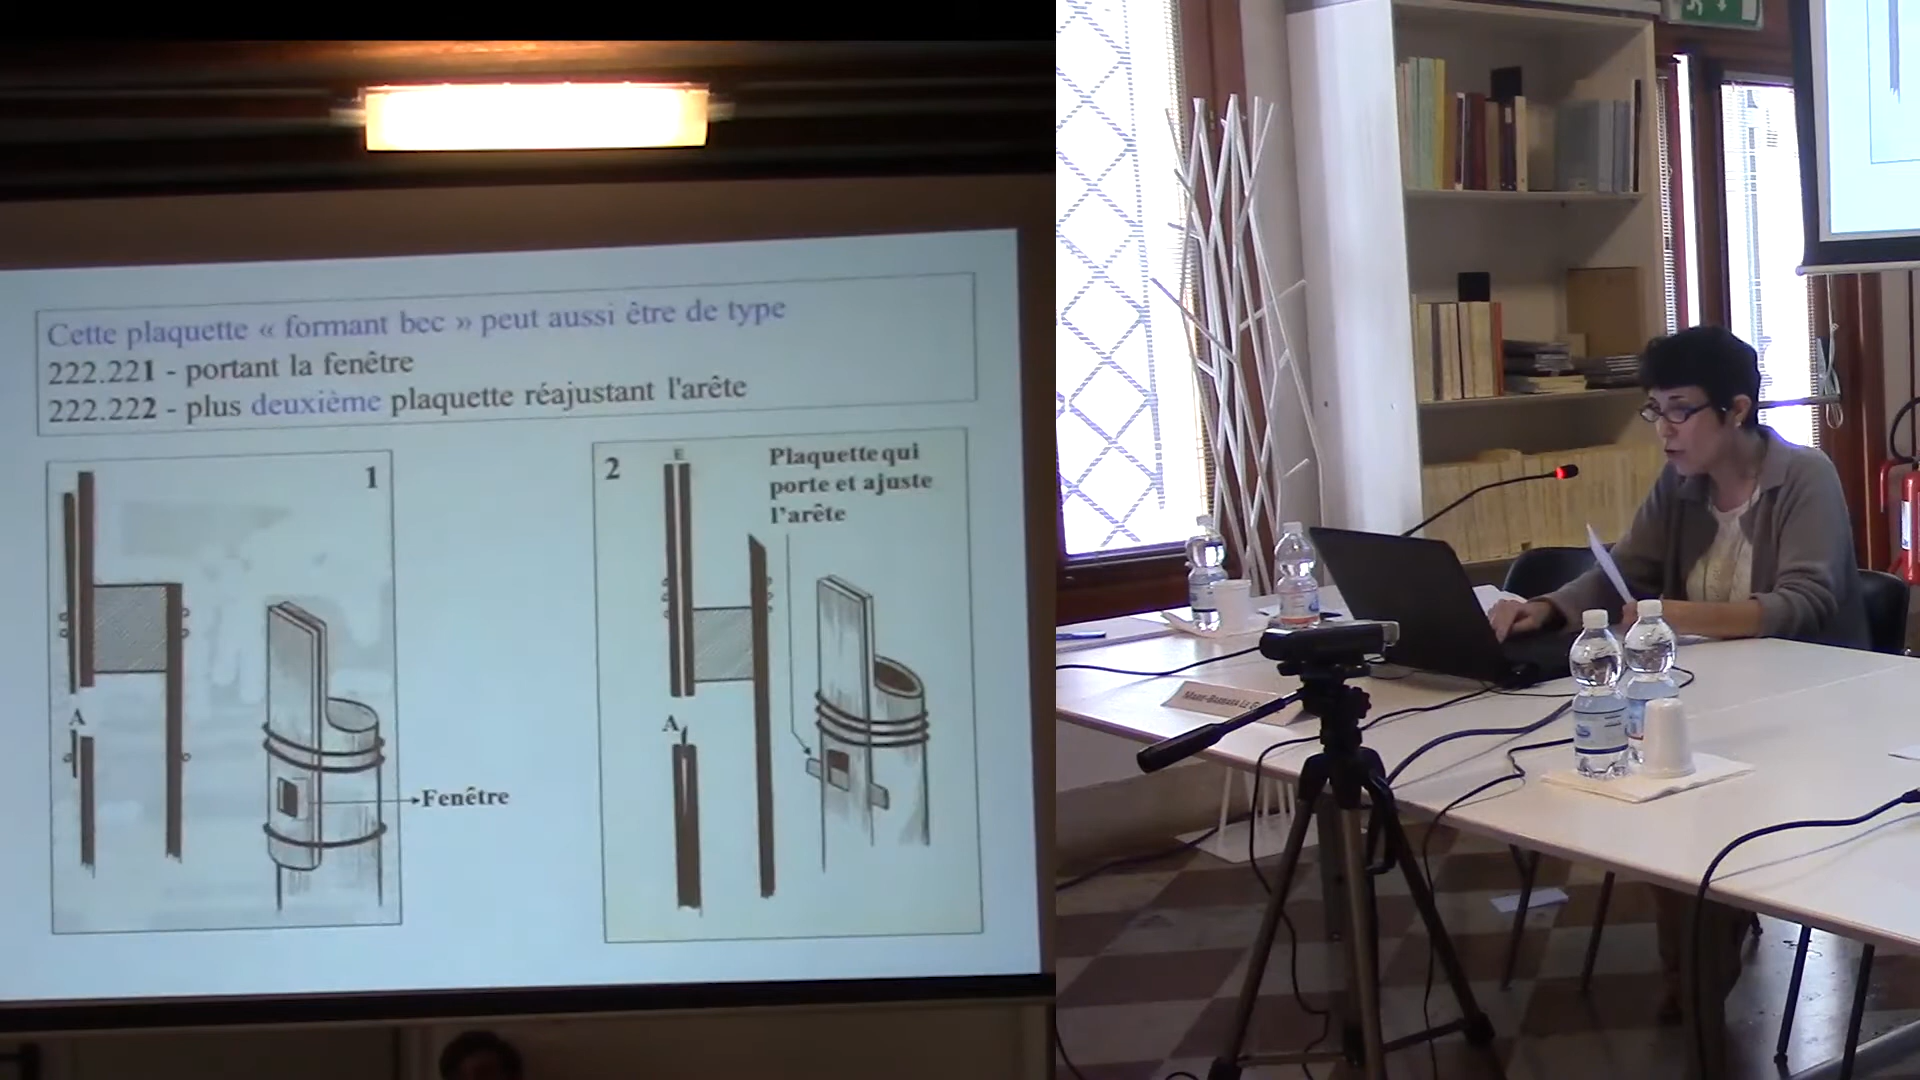 Cette plaquette « formant bec » peut aussi être de type
222.221 - portant la fenêtre
222.222 - plus deuxième plaquette réajustant l'arête
1
A
Fenêtre
2
E
Plaquette qui
porte et ajuste
l'arête
A